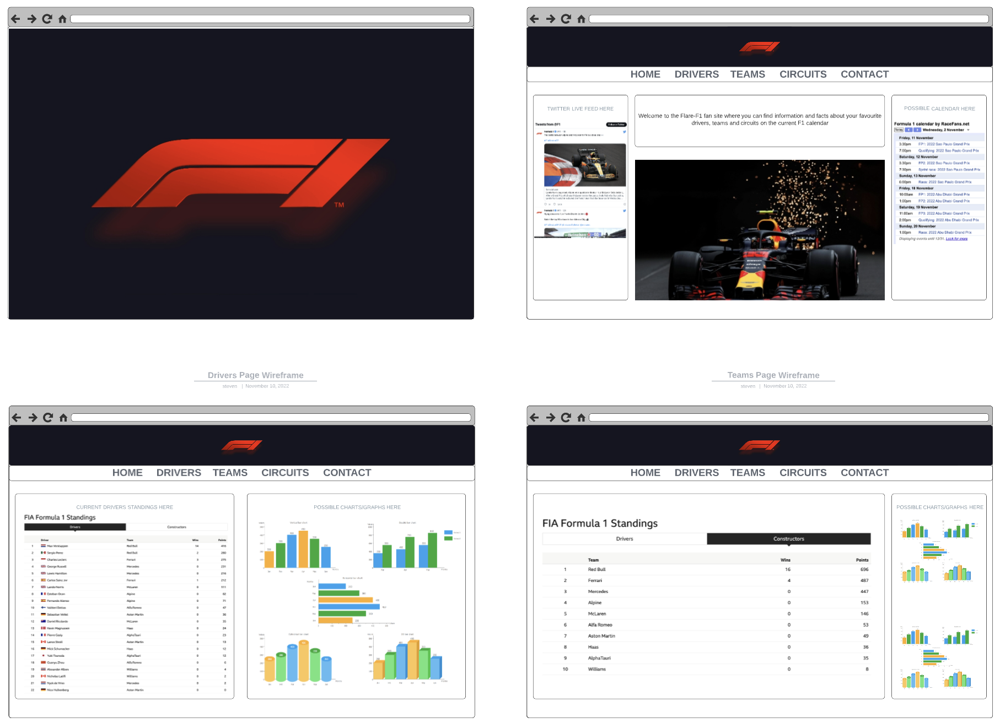 TM
HOME DRIVERS TEAMS CIRCUITS CONTACT
TWITTER LIVE FEED HERE
Tweets from @F1
Welcome to the Flare-F1 fan site where you can find information and facts about your favourite
drivers, teams and circuits on the current F1 calendar
POSSIBLE CALENDAR HERE
Formula 1 calendar by RaceFans.net
Today Wednesday, 2 November
Friday, 11 November
3:30pm FP1: 2022 Sao Paulo Grand Prix
7:00pm Qualifying: 2022 Sao Paulo Grand Prix
Saturday, 12 November
3:30pm FP2: 2022 Sao Paulo Grand Prix
7:30pm Sprint race: 2022 Sao Paulo Grand Prix
Sunday, 13 November
6:00pm Race: 2022 Sao Paulo Grand Prix
Friday, 18 November
10:00am FP1: 2022 Abu Dhabi Grand Prix
1:00pm FP2: 2022 Abu Dhabi Grand Prix
Saturday, 19 November
11:00am FP3: 2022 Abu Dhabi Grand Prix
2:00pm Qualifying: 2022 Abu Dhabi Grand Prix
Sunday, 20 November
1:00pm Race: 2022 Abu Dhabi Grand Prix
Displaying events until 12/31. Look for more
Drivers Page Wireframe
steven | November 10, 2022
HOME DRIVERS TEAMS CIRCUITS CONTACT
CURRENT DRIVERS STANDINGS HERE
FIA Formula 1 Standings
Drivers Constructors
Driver Team Wins Points
1 Max Verstappen Red Bull 14 416
2 Sergio Perez Red Bull 2 280
3 Charles Leclerc Ferrari 3 275
4 George Russell Mercedes 0 231
5 Lewis Hamilton Mercedes 0 216
6 Carlos Sainz Jnr Ferrari 1 212
7 Lando Norris McLaren 0 111
8 Esteban Ocon Alpine 0 82
9 Fernando Alonso Alpine 0 71
10 Valtteri Bottas Alfa Romeo 0 47
11 Sebastian Vettel Aston Martin 0 36
12 Daniel Ricciardo McLaren 0 35
13 Kevin Magnussen Haas 0 24
14 Pierre Gasly AlphaTauri 0 23
15 Lance Stroll Aston Martin 0 13
16 Mick Schumacher Haas 0 12
17 Yuki Tsunoda AlphaTauri 0 12
18 Guanyu Zhou Alfa Romeo 0 6
19 Alexander Albon Williams 0 4
20 Nicholas Latifi Williams 0 2
21 Nyck de Vries Mercedes 0 2
22 Nico Hulkenberg Aston Martin 0 0
POSSIBLE CHARTS/GRAPHS HERE
Teams Page Wireframe
steven | November 10, 2022
HOME DRIVERS TEAMS CIRCUITS CONTACT
FIA Formula 1 Standings
Drivers Constructors
Team Wins Points
1 Red Bull 16 696
2 Ferrari 4 487
3 Mercedes 0 447
4 Alpine 0 153
5 McLaren 0 146
6 Alfa Romeo 0 53
7 Aston Martin 0 49
8 Haas 0 36
9 AlphaTauri 0 35
10 Williams 0 8
POSSIBLE CHARTS/GRAPHS HERE